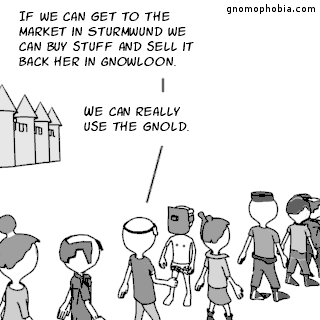 gnomophobia.com
IF WE CAN GET TO THE
MARKET IN STURMWUND WE
CAN BUY STUFF AND SELL IT
BACK HER IN GNOWLOON.
WE CAN REALLY
USE THE GNOLD.